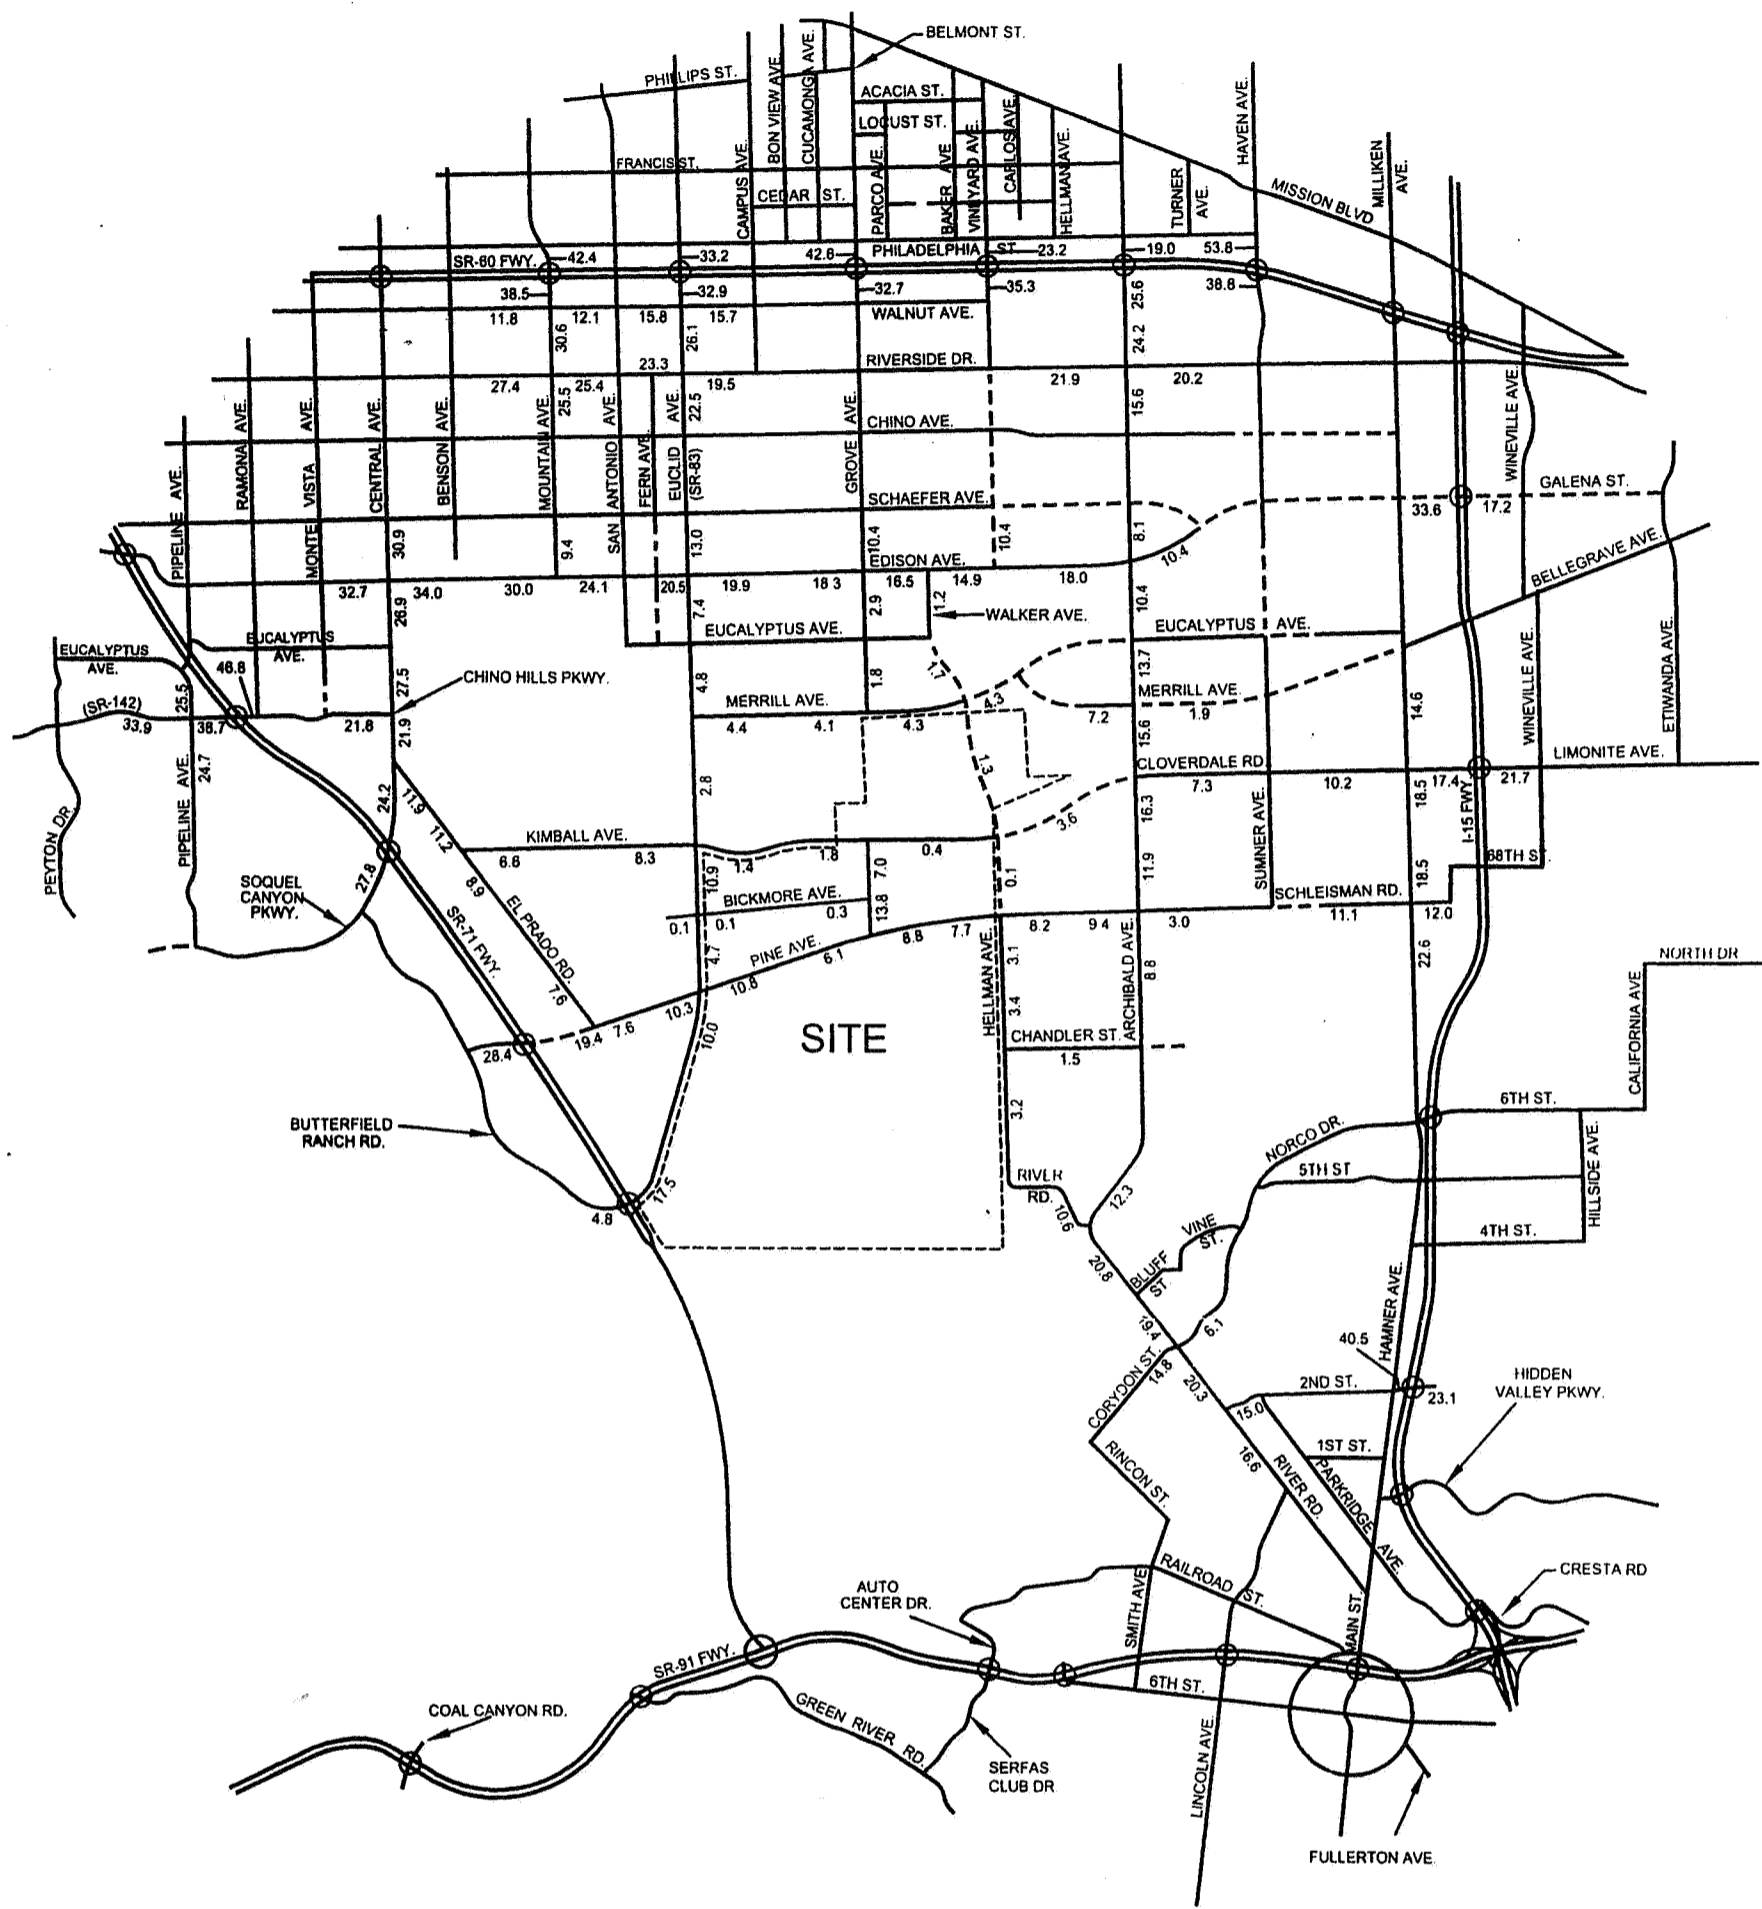 BELMONT ST.
PHILLIPS ST.
BON VIEW AVE.
CUCAMONGA AVE.
ACACIA ST.
LOCUST ST.
CARLOS AVE.
HAVEN AVE.
MILLIKEN
AVE.
FRANCIS ST.
CAMPUS AVE.
CEDAR ST.
PARCO AVE.
BAKER AVE.
VINEYARD AVE.
HELLMAN AVE.
TURNER
AVE.
MISSION BLVD
SR-60 FWY.
42.4
33.2
42.8
PHILADELPHIA ST
23.2
19.0
53.8
38.5
32.9
32.7
35.3
25.6
38.8
11.8
12.1
15.8
15.7
WALNUT AVE.
30.6
26.1
24.2
23.3
RIVERSIDE DR.
27.4
25.4
19.5
21.9
20.2
25.5
22.5
15.6
PIPELINE AVE.
RAMONA AVE.
MONTE VISTA AVE.
CENTRAL AVE.
BENSON AVE.
MOUNTAIN AVE.
SAN ANTONIO AVE.
FERN AVE.
EUCLID AVE.
(SR-83)
GROVE AVE.
CHINO AVE.
WINEVILLE AVE.
SCHAEFER AVE.
GALENA ST.
33.6
17.2
30.9
9.4
13.0
10.4
10.4
8.1
10.4
EDISON AVE.
BELLEGRAVE AVE.
32.7
34.0
30.0
24.1
20.5
19.9
18 3
16.5
14.9
18.0
26.9
7.4
2.9
1.2
10.4
WALKER AVE.
EUCALYPTUS AVE.
EUCALYPTUS AVE.
EUCALYPTUS
AVE.
EUCALYPTUS
AVE.
46.8
25.5
27.5
CHINO HILLS PKWY.
4.8
1.8
1.7
13.7
14.6
WINEVILLE AVE.
ETIWANDA AVE.
(SR-142)
33.9
38.7
21.8
21.9
MERRILL AVE.
4.4
4.1
4.3
4.3
MERRILL AVE.
7.2
1.9
15.6
24.7
PIPELINE AVE.
PEYTON DR.
24.2
11.9
11.2
2.8
1.3
CLOVERDALE RD
7.3
10.2
17.4
21.7
LIMONITE AVE.
18.5
I-15 FWY.
16.3
3.6
KIMBALL AVE.
6.6
8.3
1.4
1.8
0.4
68TH ST.
27.8
8.9
10.9
7.0
0.1
11.9
SUMNER AVE.
18.5
SOQUEL
CANYON
PKWY.
EL PRADO RD.
SR-71 FWY.
BICKMORE AVE.
0.1
0.1
0.3
13.8
SCHLEISMAN RD.
11.1
12.0
8.2
9 4
3.0
PINE AVE.
4.7
6.1
8.8
7.7
10.8
10.3
7.6
7.6
19.4
28.4
10.0
HELLMAN AVE.
3.1
3.4
ARCHIBALD AVE.
8.8
22.6
NORTH DR
CALIFORNIA AVE
SITE
CHANDLER ST.
1.5
3.2
6TH ST.
BUTTERFIELD
RANCH RD.
NORCO DR.
5TH ST
HILLSIDE AVE.
17.5
4.8
RIVER
RD.
10.6
12.3
VINE
ST.
BLUFF
ST.
4TH ST.
20.8
19.4
6.1
HAMNER AVE.
40.5
CORYDON ST.
14.8
20.3
2ND ST.
23.1
HIDDEN
VALLEY PKWY.
15.0
16.6
1ST ST.
RINCON ST.
RIVER RD.
PARKRIDGE AVE.
CRESTA RD
AUTO
CENTER DR.
RAILROAD ST.
SMITH AVE
MAIN ST.
SR-91 FWY.
6TH ST.
GREEN RIVER RD.
COAL CANYON RD.
SERFAS
CLUB DR
LINCOLN AVE.
FULLERTON AVE.